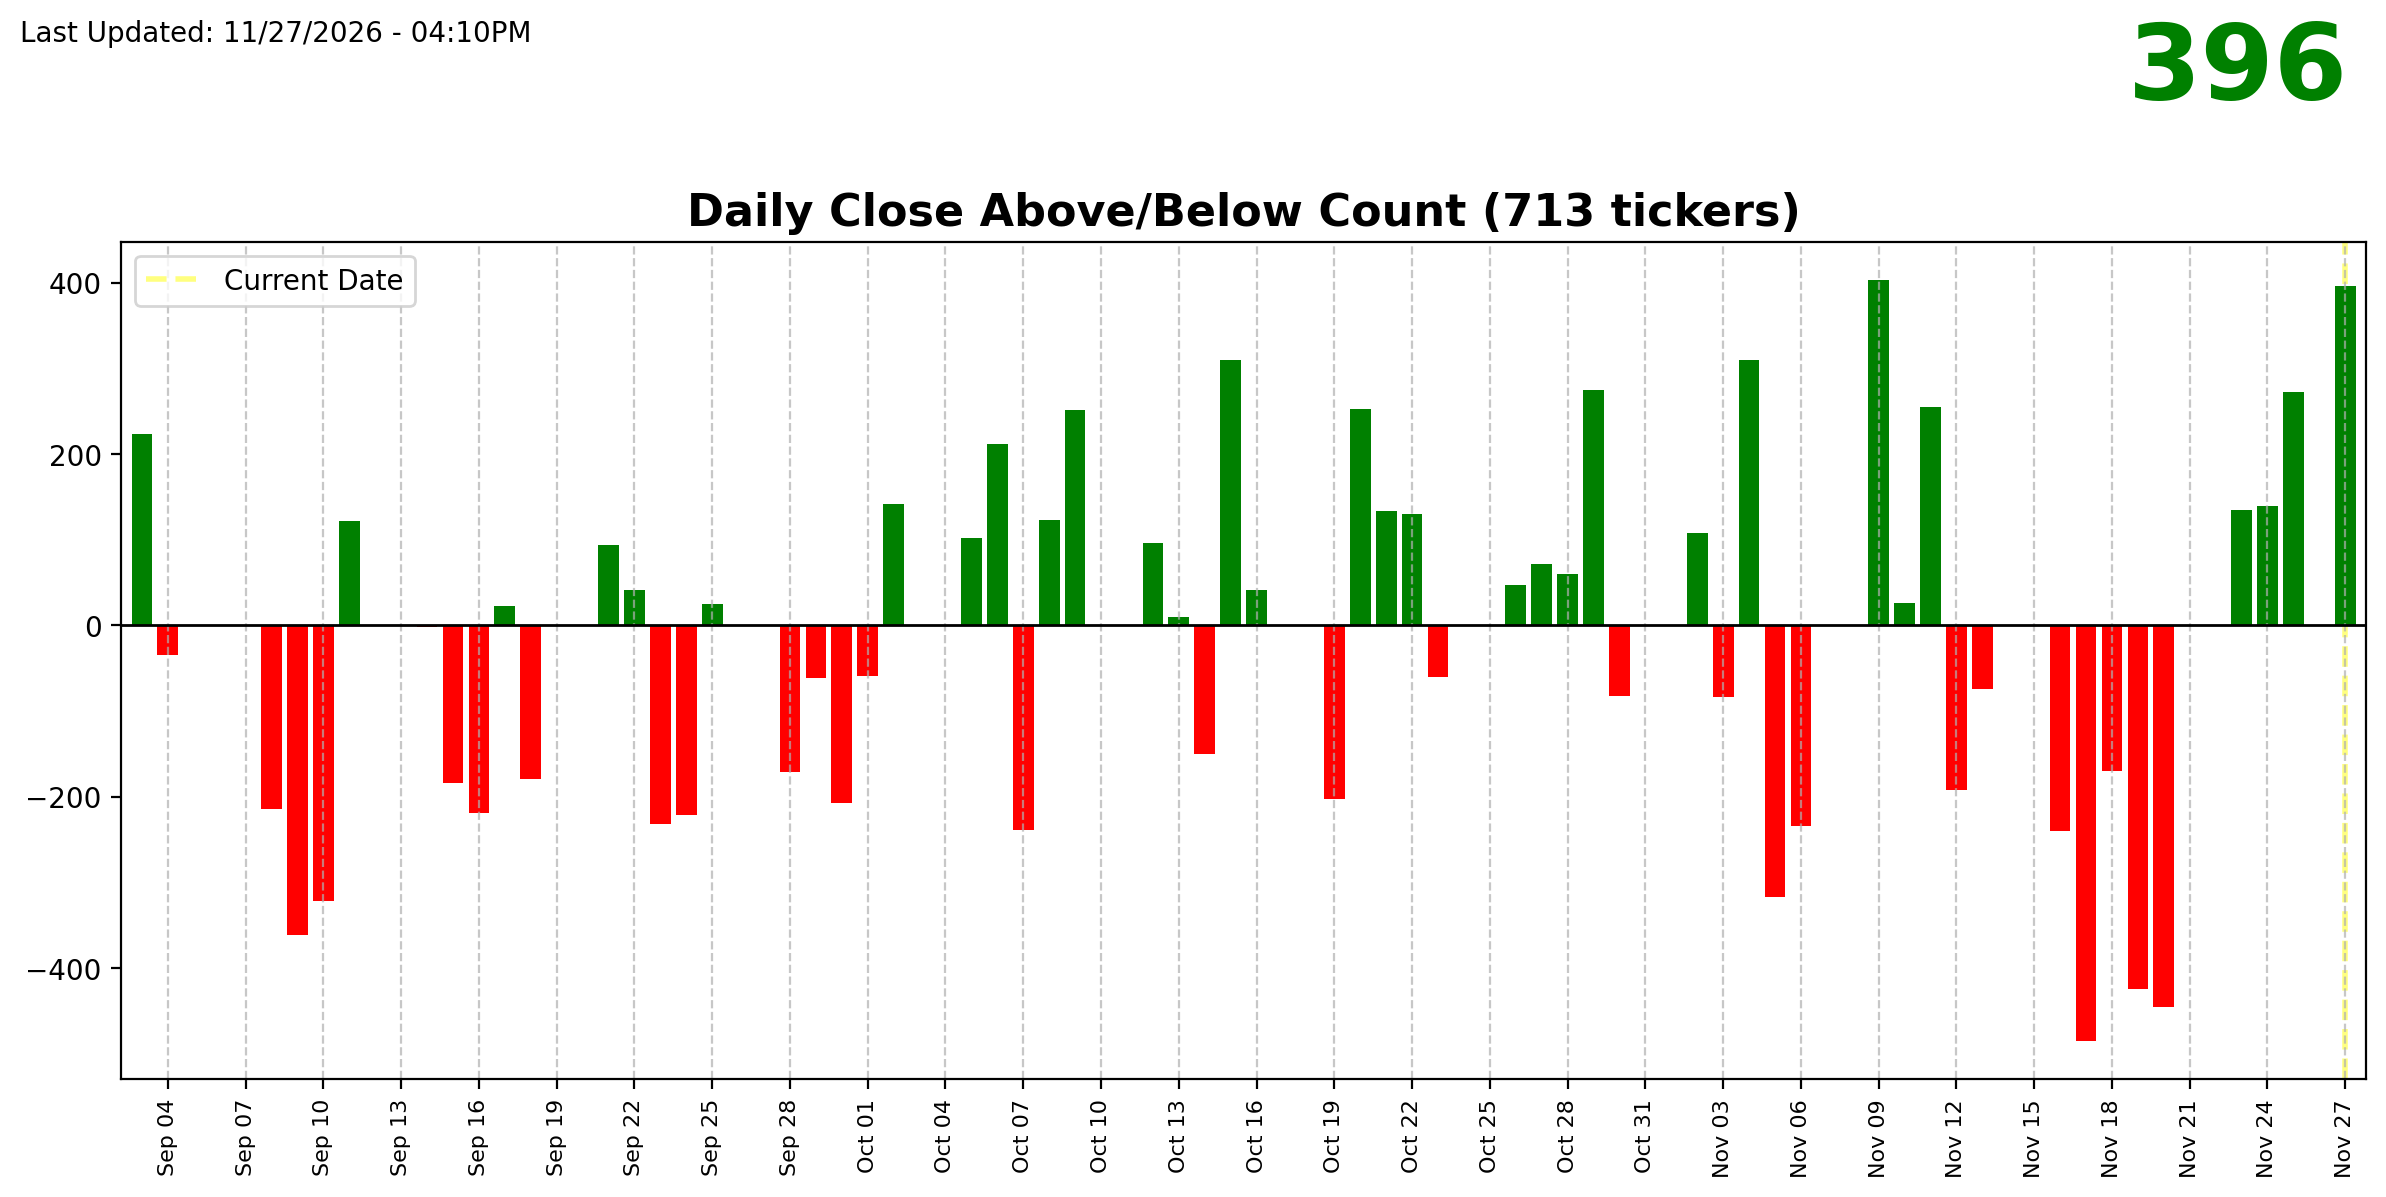 Last Updated: 11/27/2026 - 04:10PM
396
Daily Close Above/Below Count (713 tickers)
Current Date
400
200
0
−200
−400
Sep 04
Sep 07
Sep 10
Sep 13
Sep 16
Sep 19
Sep 22
Sep 25
Sep 28
Oct 01
Oct 04
Oct 07
Oct 10
Oct 13
Oct 16
Oct 19
Oct 22
Oct 25
Oct 28
Oct 31
Nov 03
Nov 06
Nov 09
Nov 12
Nov 15
Nov 18
Nov 21
Nov 24
Nov 27